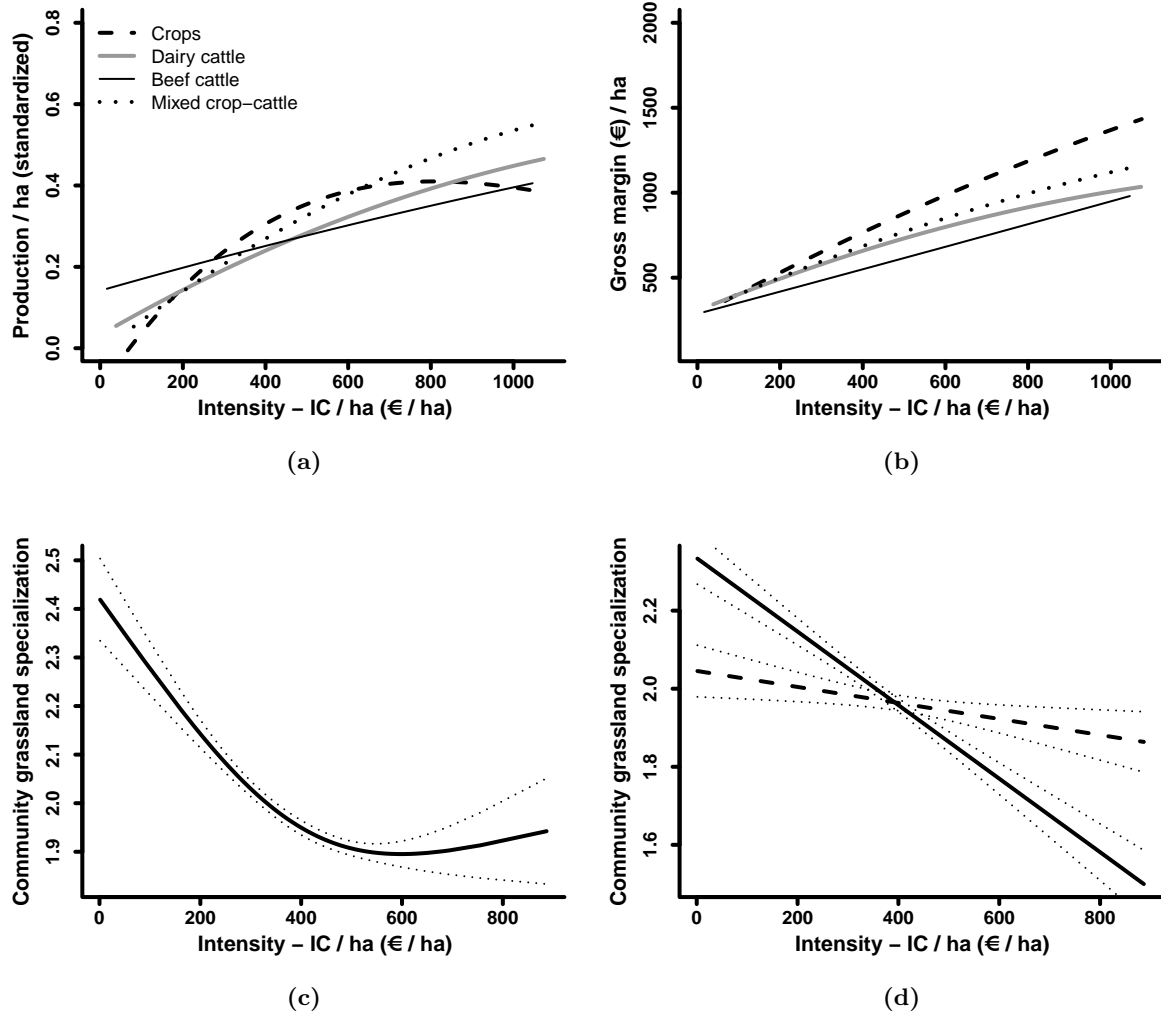 Production / ha (standardized)
0.0 0.2 0.4 0.6 0.8
Crops
Dairy cattle
Beef cattle
Mixed crop−cattle
0 200 400 600 800 1000
Intensity − IC / ha (€ / ha)
(a)
Gross margin (€) / ha
500 1000 1500 2000
0 200 400 600 800 1000
Intensity − IC / ha (€ / ha)
(b)
Community grassland specialization
1.9 2.0 2.1 2.2 2.3 2.4 2.5
0 200 400 600 800
Intensity − IC / ha (€ / ha)
(c)
Community grassland specialization
1.6 1.8 2.0 2.2
0 200 400 600 800
Intensity − IC / ha (€ / ha)
(d)